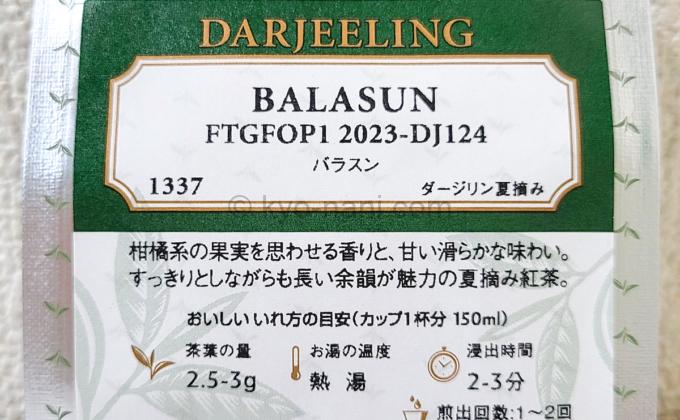 DARJEELING
BALASUN
FTGFOP1 2023-DJ124
バラスン
1337 ダージリン夏摘み
© kyo-nani.com
柑橘系の果実を思わせる香りと、甘い滑らかな味わい。
すっきりとしながらも長い余韻が魅力の夏摘み紅茶。
おいしいいれ方の目安(カップ1杯分 150ml)
茶葉の量 お湯の温度 浸出時間
2.5-3g 熱湯 2-3分
煎出回数:1~2回